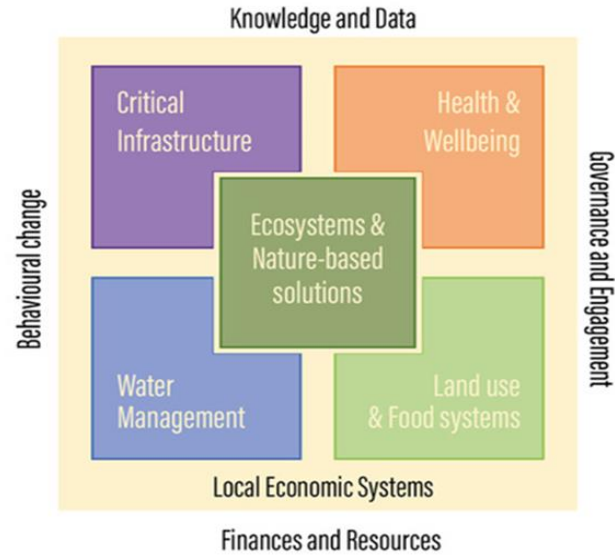 Knowledge and Data
Critical
Infrastructure
Health &
Wellbeing
Behavioural change
Ecosystems &
Nature-based
solutions
Governance and Engagement
Water
Management
Land use
& Food systems
Local Economic Systems
Finances and Resources